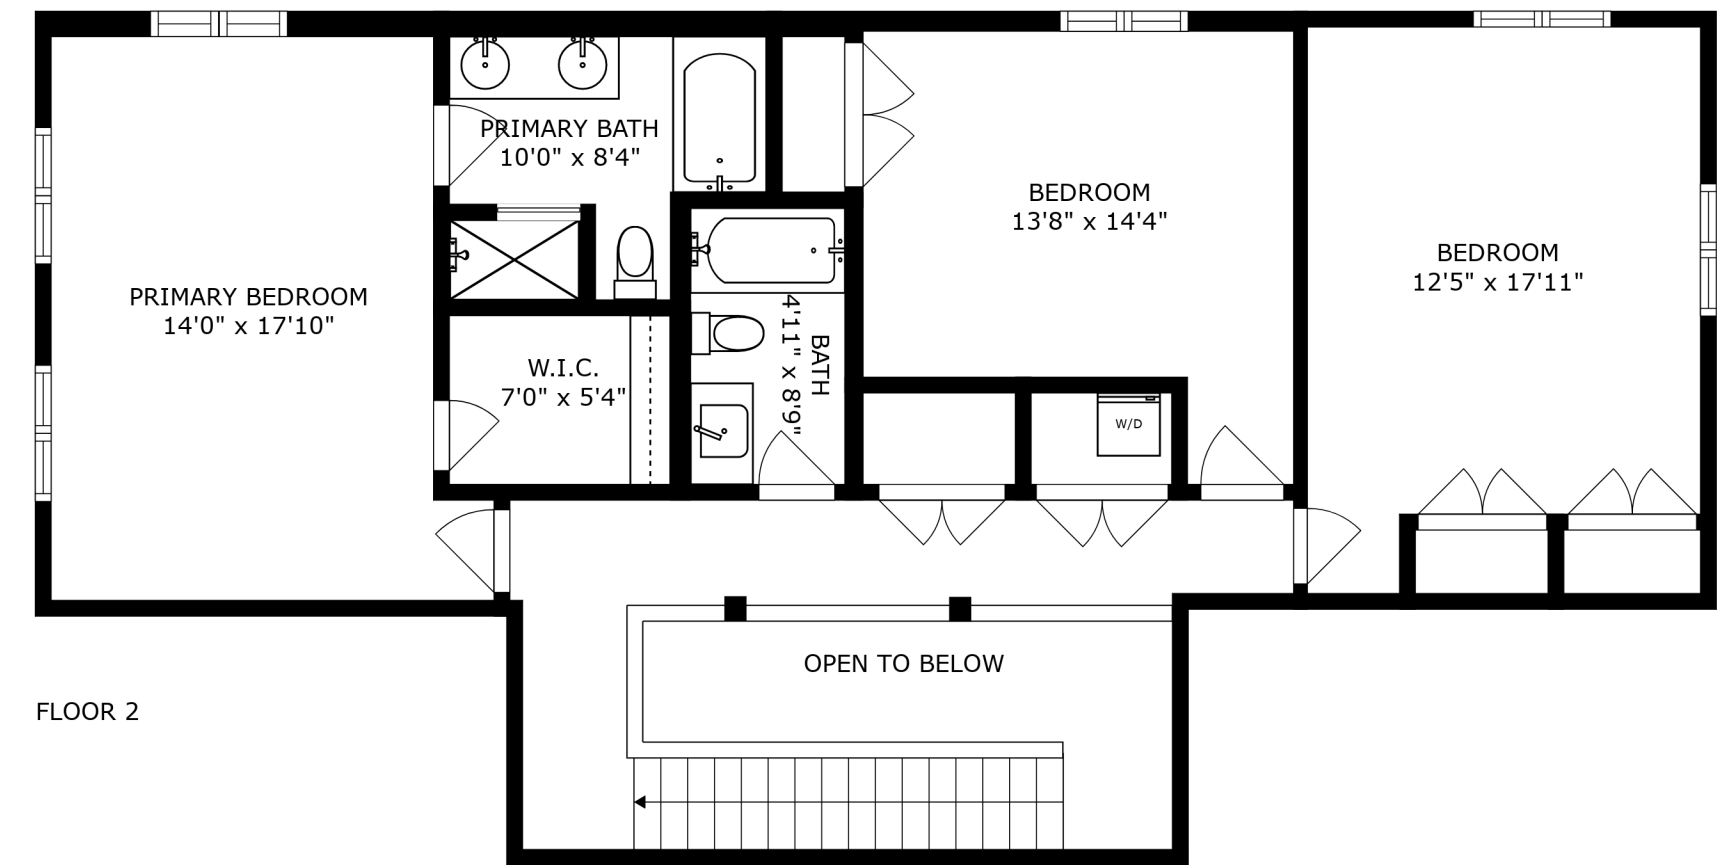 PRIMARY BATH
10'0" x 8'4"
BEDROOM
13'8" x 14'4"
BEDROOM
12'5" x 17'11"
PRIMARY BEDROOM
14'0" x 17'10"
W.I.C.
7'0" x 5'4"
BATH
4'11" x 8'9"
W/D
OPEN TO BELOW
FLOOR 2